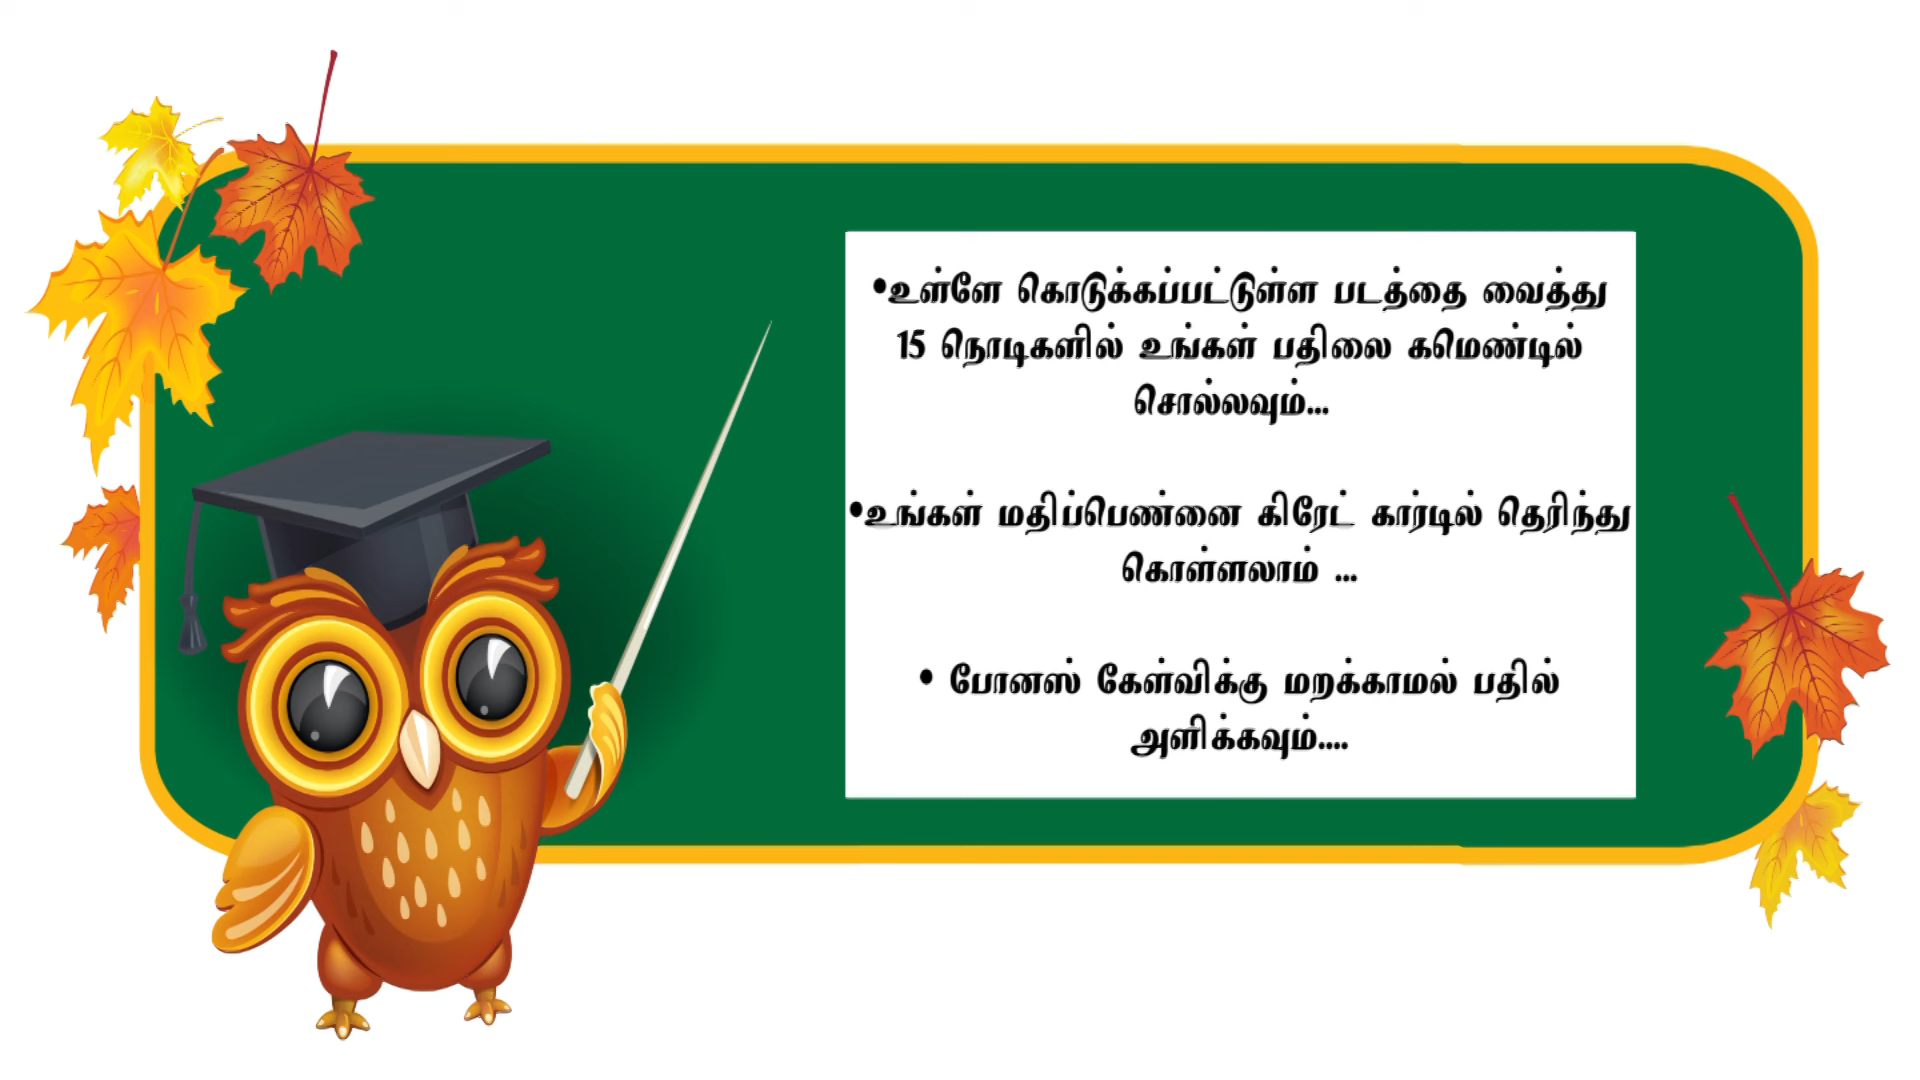 •உள்ளே கொடுக்கப்பட்டுள்ள படத்தை வைத்து
15 நொடிகளில் உங்கள் பதிலை கமெண்டில்
சொல்லவும்...
•உங்கள் மதிப்பெண்னை கிரேட் கார்டில் தெரிந்து
கொள்ளலாம் ...
• போனஸ் கேள்விக்கு மறக்காமல் பதில்
அளிக்கவும்....